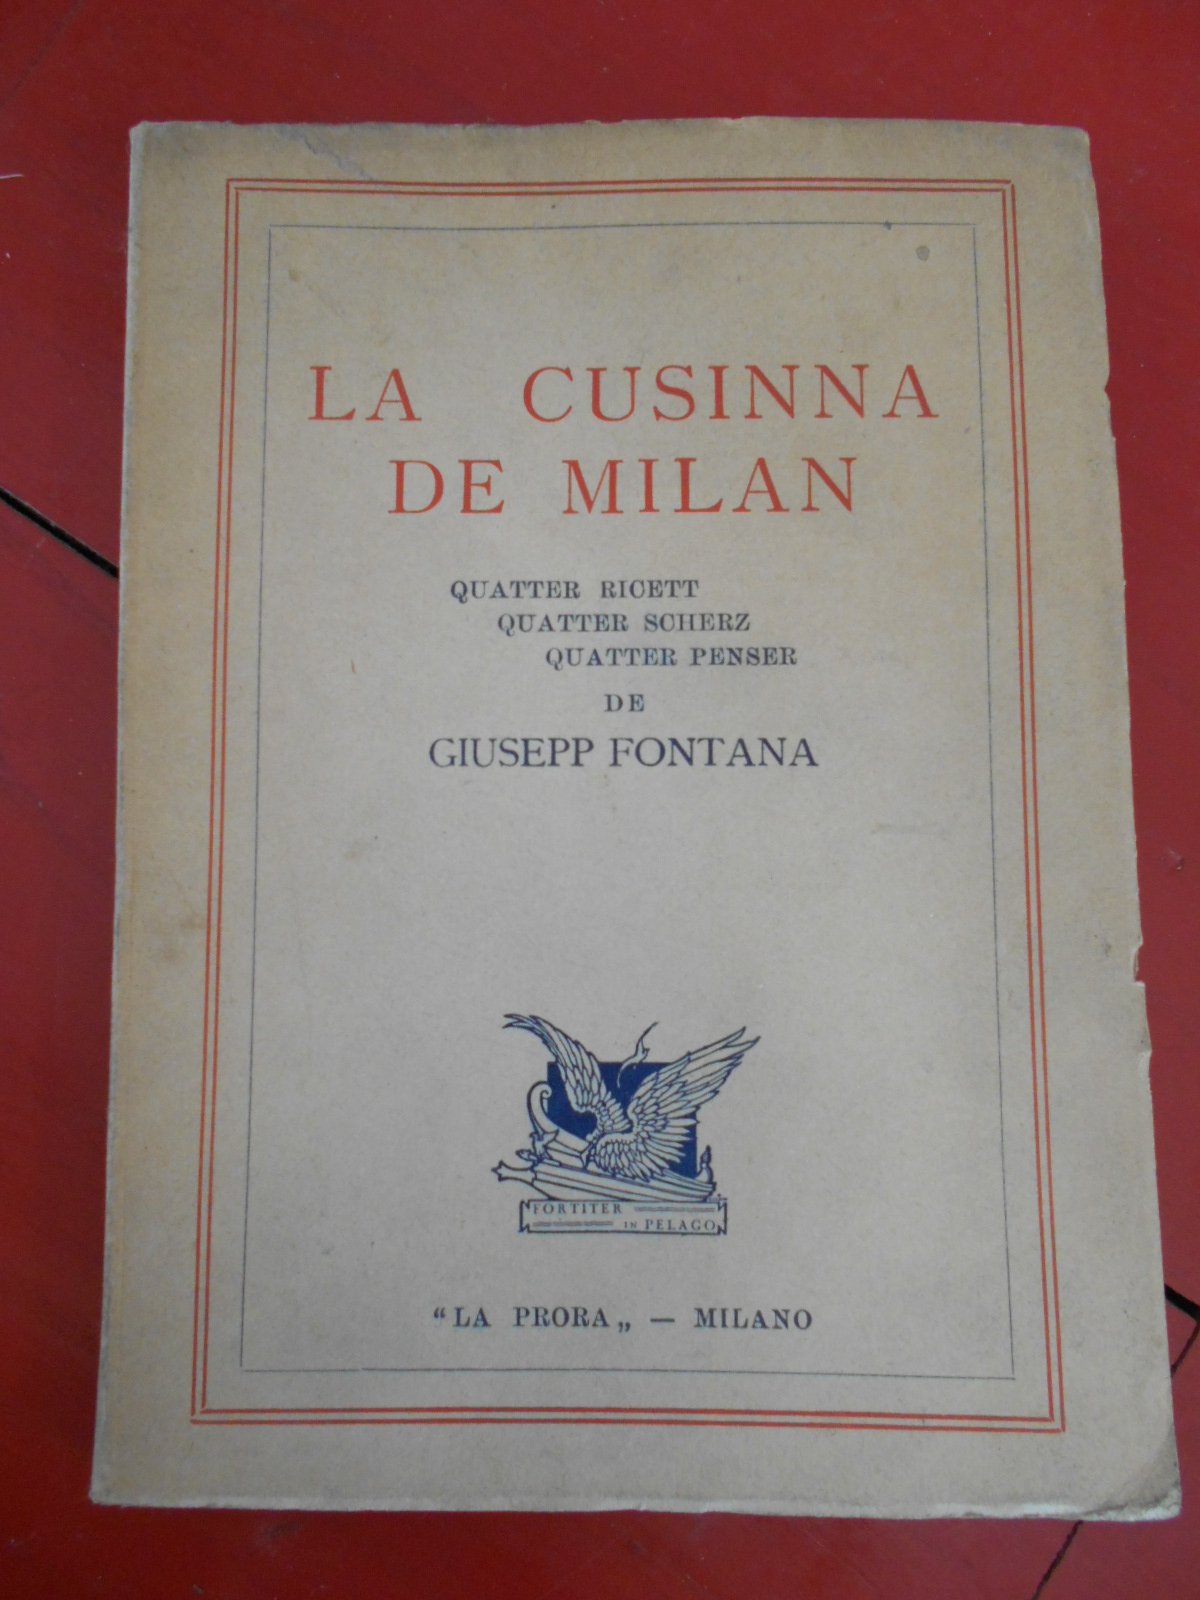 LA CUSINNA
DE MILAN
QUATTER RICETT
QUATTER SCHERZ
QUATTER PENSER
DE
GIUSEPP FONTANA
FORTITER
IN PELAGO
“LA PRORA„ — MILANO